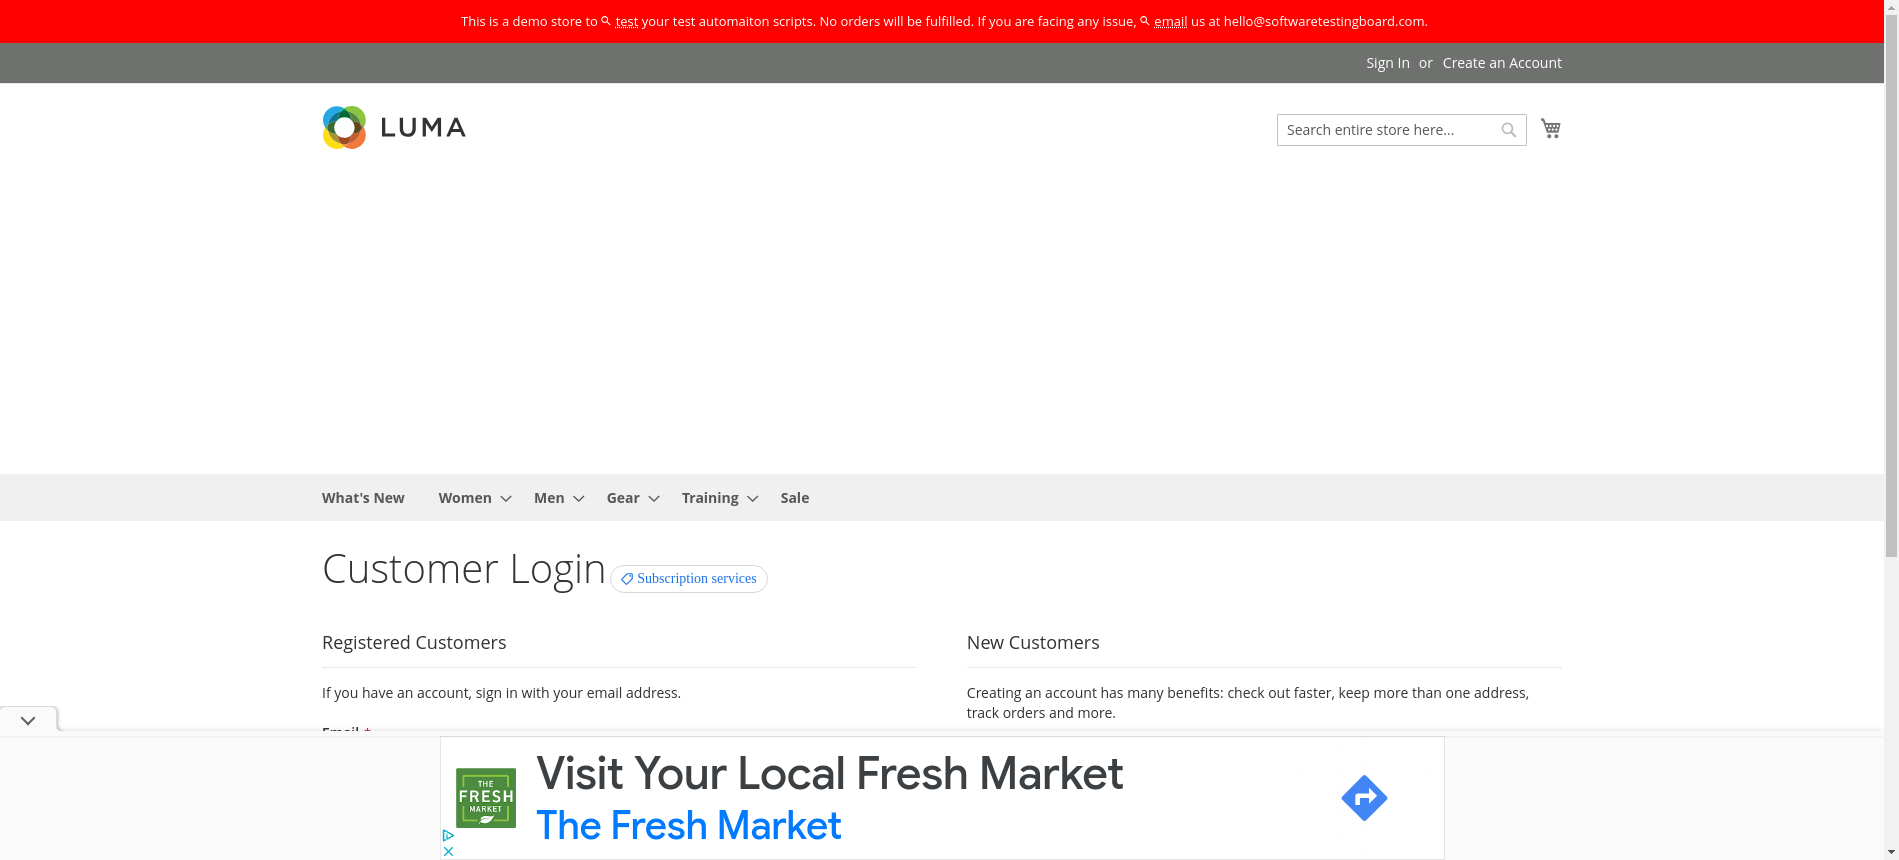 This is a demo store to test your test automaiton scripts. No orders will be fulfilled. If you are facing any issue, email us at hello@softwaretestingboard.com.
Sign In or Create an Account
LUMA
Search entire store here...
What's New Women Men Gear Training Sale
Customer Login
Subscription services
Registered Customers
If you have an account, sign in with your email address.
Email *
New Customers
Creating an account has many benefits: check out faster, keep more than one address,
track orders and more.
THE
FRESH
MARKET
Visit Your Local Fresh Market
The Fresh Market